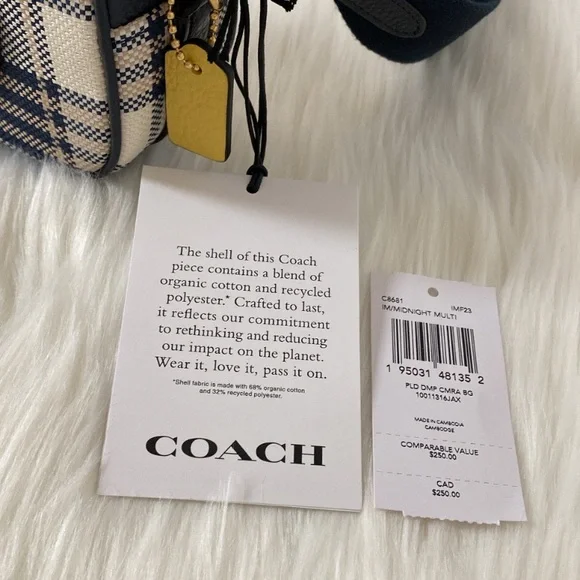 The shell of this Coach
piece contains a blend of
organic cotton and recycled
polyester.* Crafted to last,
it reflects our commitment
to rethinking and reducing
our impact on the planet.
Wear it, love it, pass it on.
*Shell fabric is made with 68% organic cotton
and 32% recycled polyester.
COACH
C8681 IMF23
IM/MIDNIGHT MULTI
1 95031 48135 2
PLD DMP CMRA BG
10011316JAX
MADE IN CAMBODIA
CAMBODGE
COMPARABLE VALUE
$250.00
CAD
$250.00